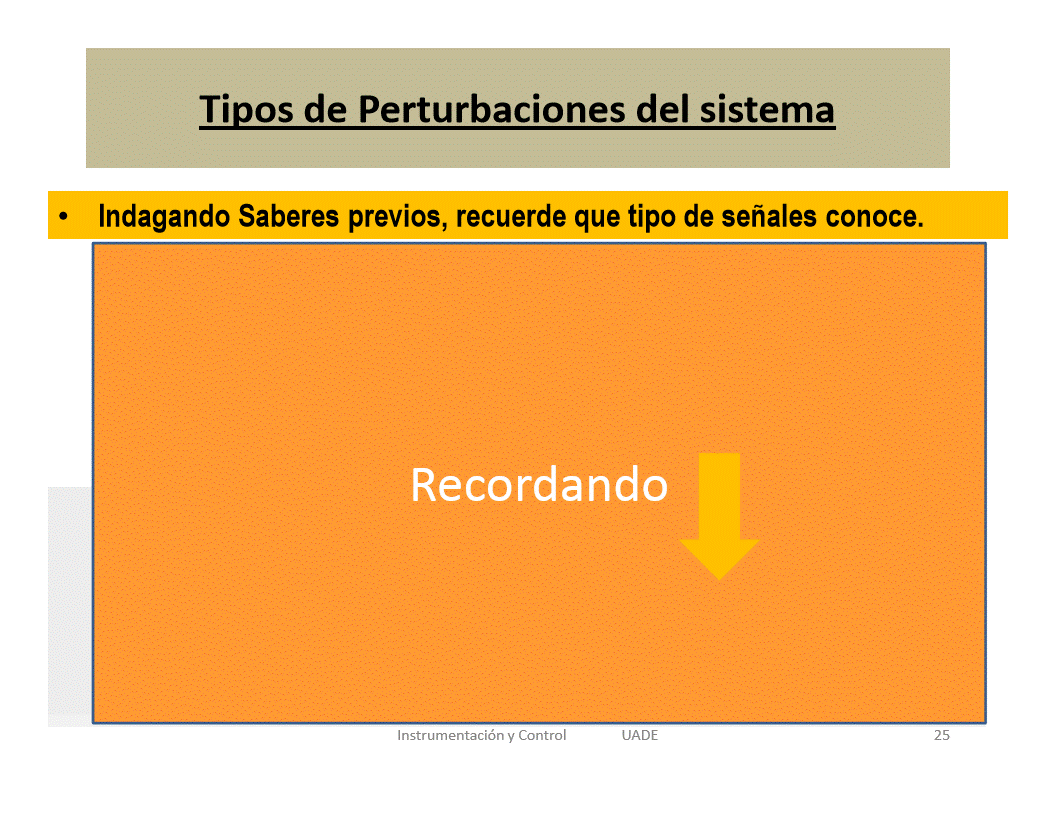 Tipos de Perturbaciones del sistema
• Indagando Saberes previos, recuerde que tipo de señales conoce.
Recordando
Instrumentación y Control UADE 25